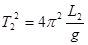 T₂² = 4π² L₂/g